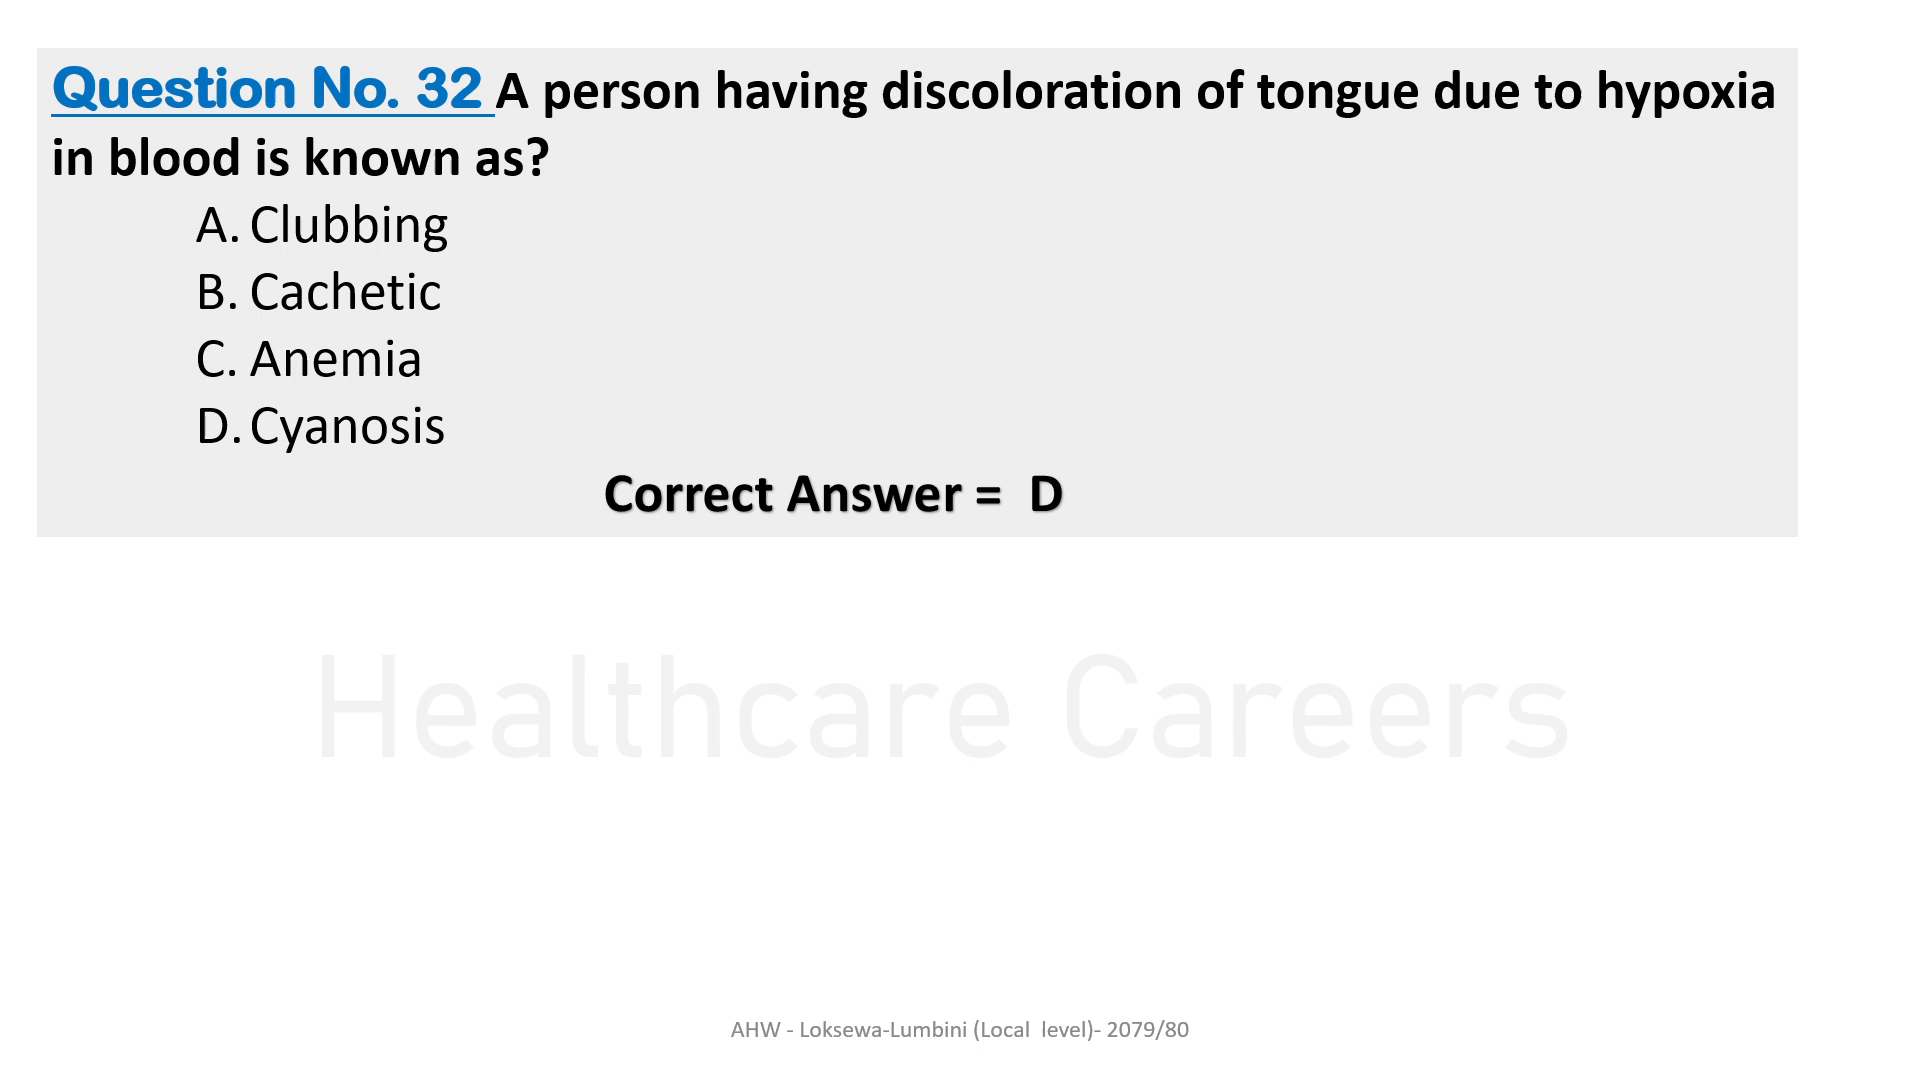 Question No. 32 A person having discoloration of tongue due to hypoxia
in blood is known as?
A. Clubbing
B. Cachetic
C. Anemia
D. Cyanosis
Correct Answer = D
Healthcare Careers
AHW - Loksewa-Lumbini (Local level)- 2079/80